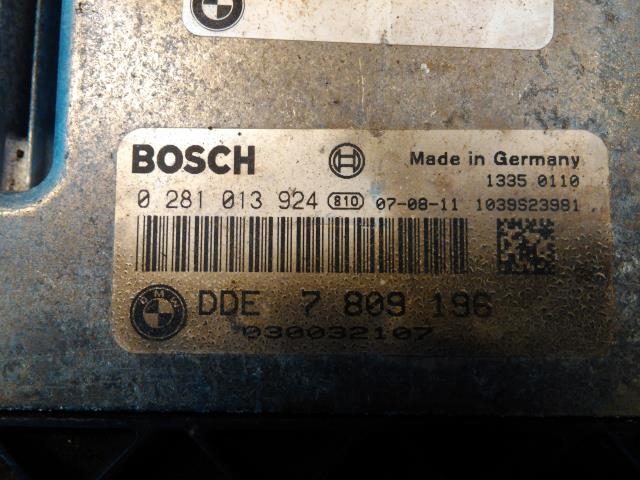 BOSCH Made in Germany
1335 0110
0 281 013 924 810 07-08-11 1039S23981
BMW DDE 7 809 196
030032107